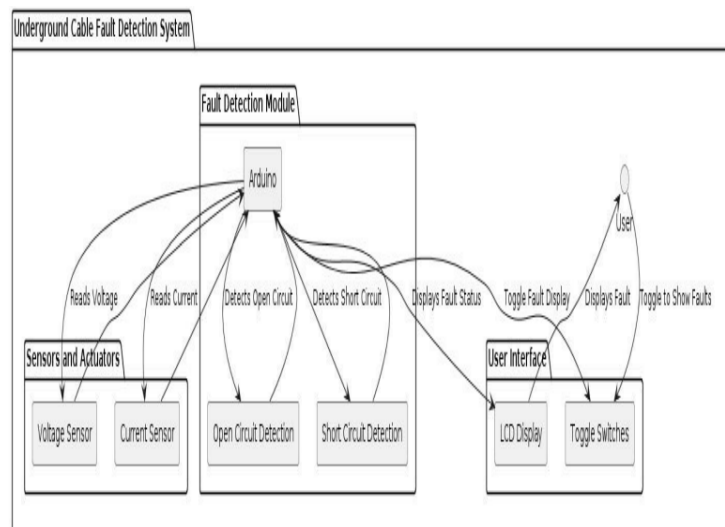 Underground Cable Fault Detection System
Fault Detection Module
Arduino
User
Reads Voltage
Reads Current
Detects Open Circuit
Detects Short Circuit
Displays Fault Status
Toggle Fault Display
Displays Fault
Toggle to Show Faults
Sensors and Actuators
User Interface
Voltage Sensor
Current Sensor
Open Circuit Detection
Short Circuit Detection
LCD Display
Toggle Switches